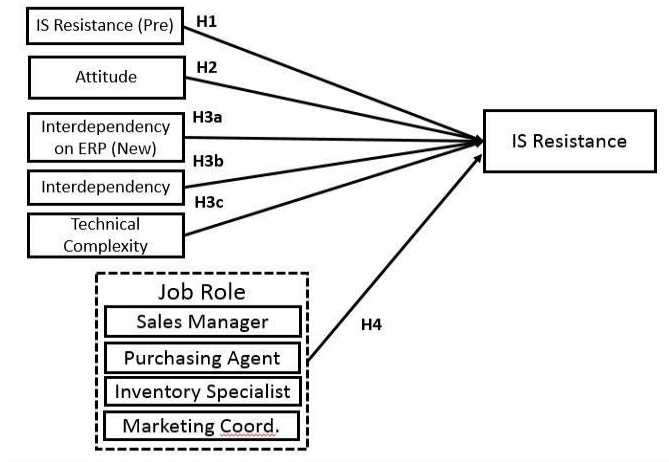 IS Resistance (Pre)
H1
Attitude
H2
Interdependency
on ERP (New)
H3a
Interdependency
H3b
Technical
Complexity
H3c
IS Resistance
Job Role
Sales Manager
Purchasing Agent
Inventory Specialist
Marketing Coord.
H4